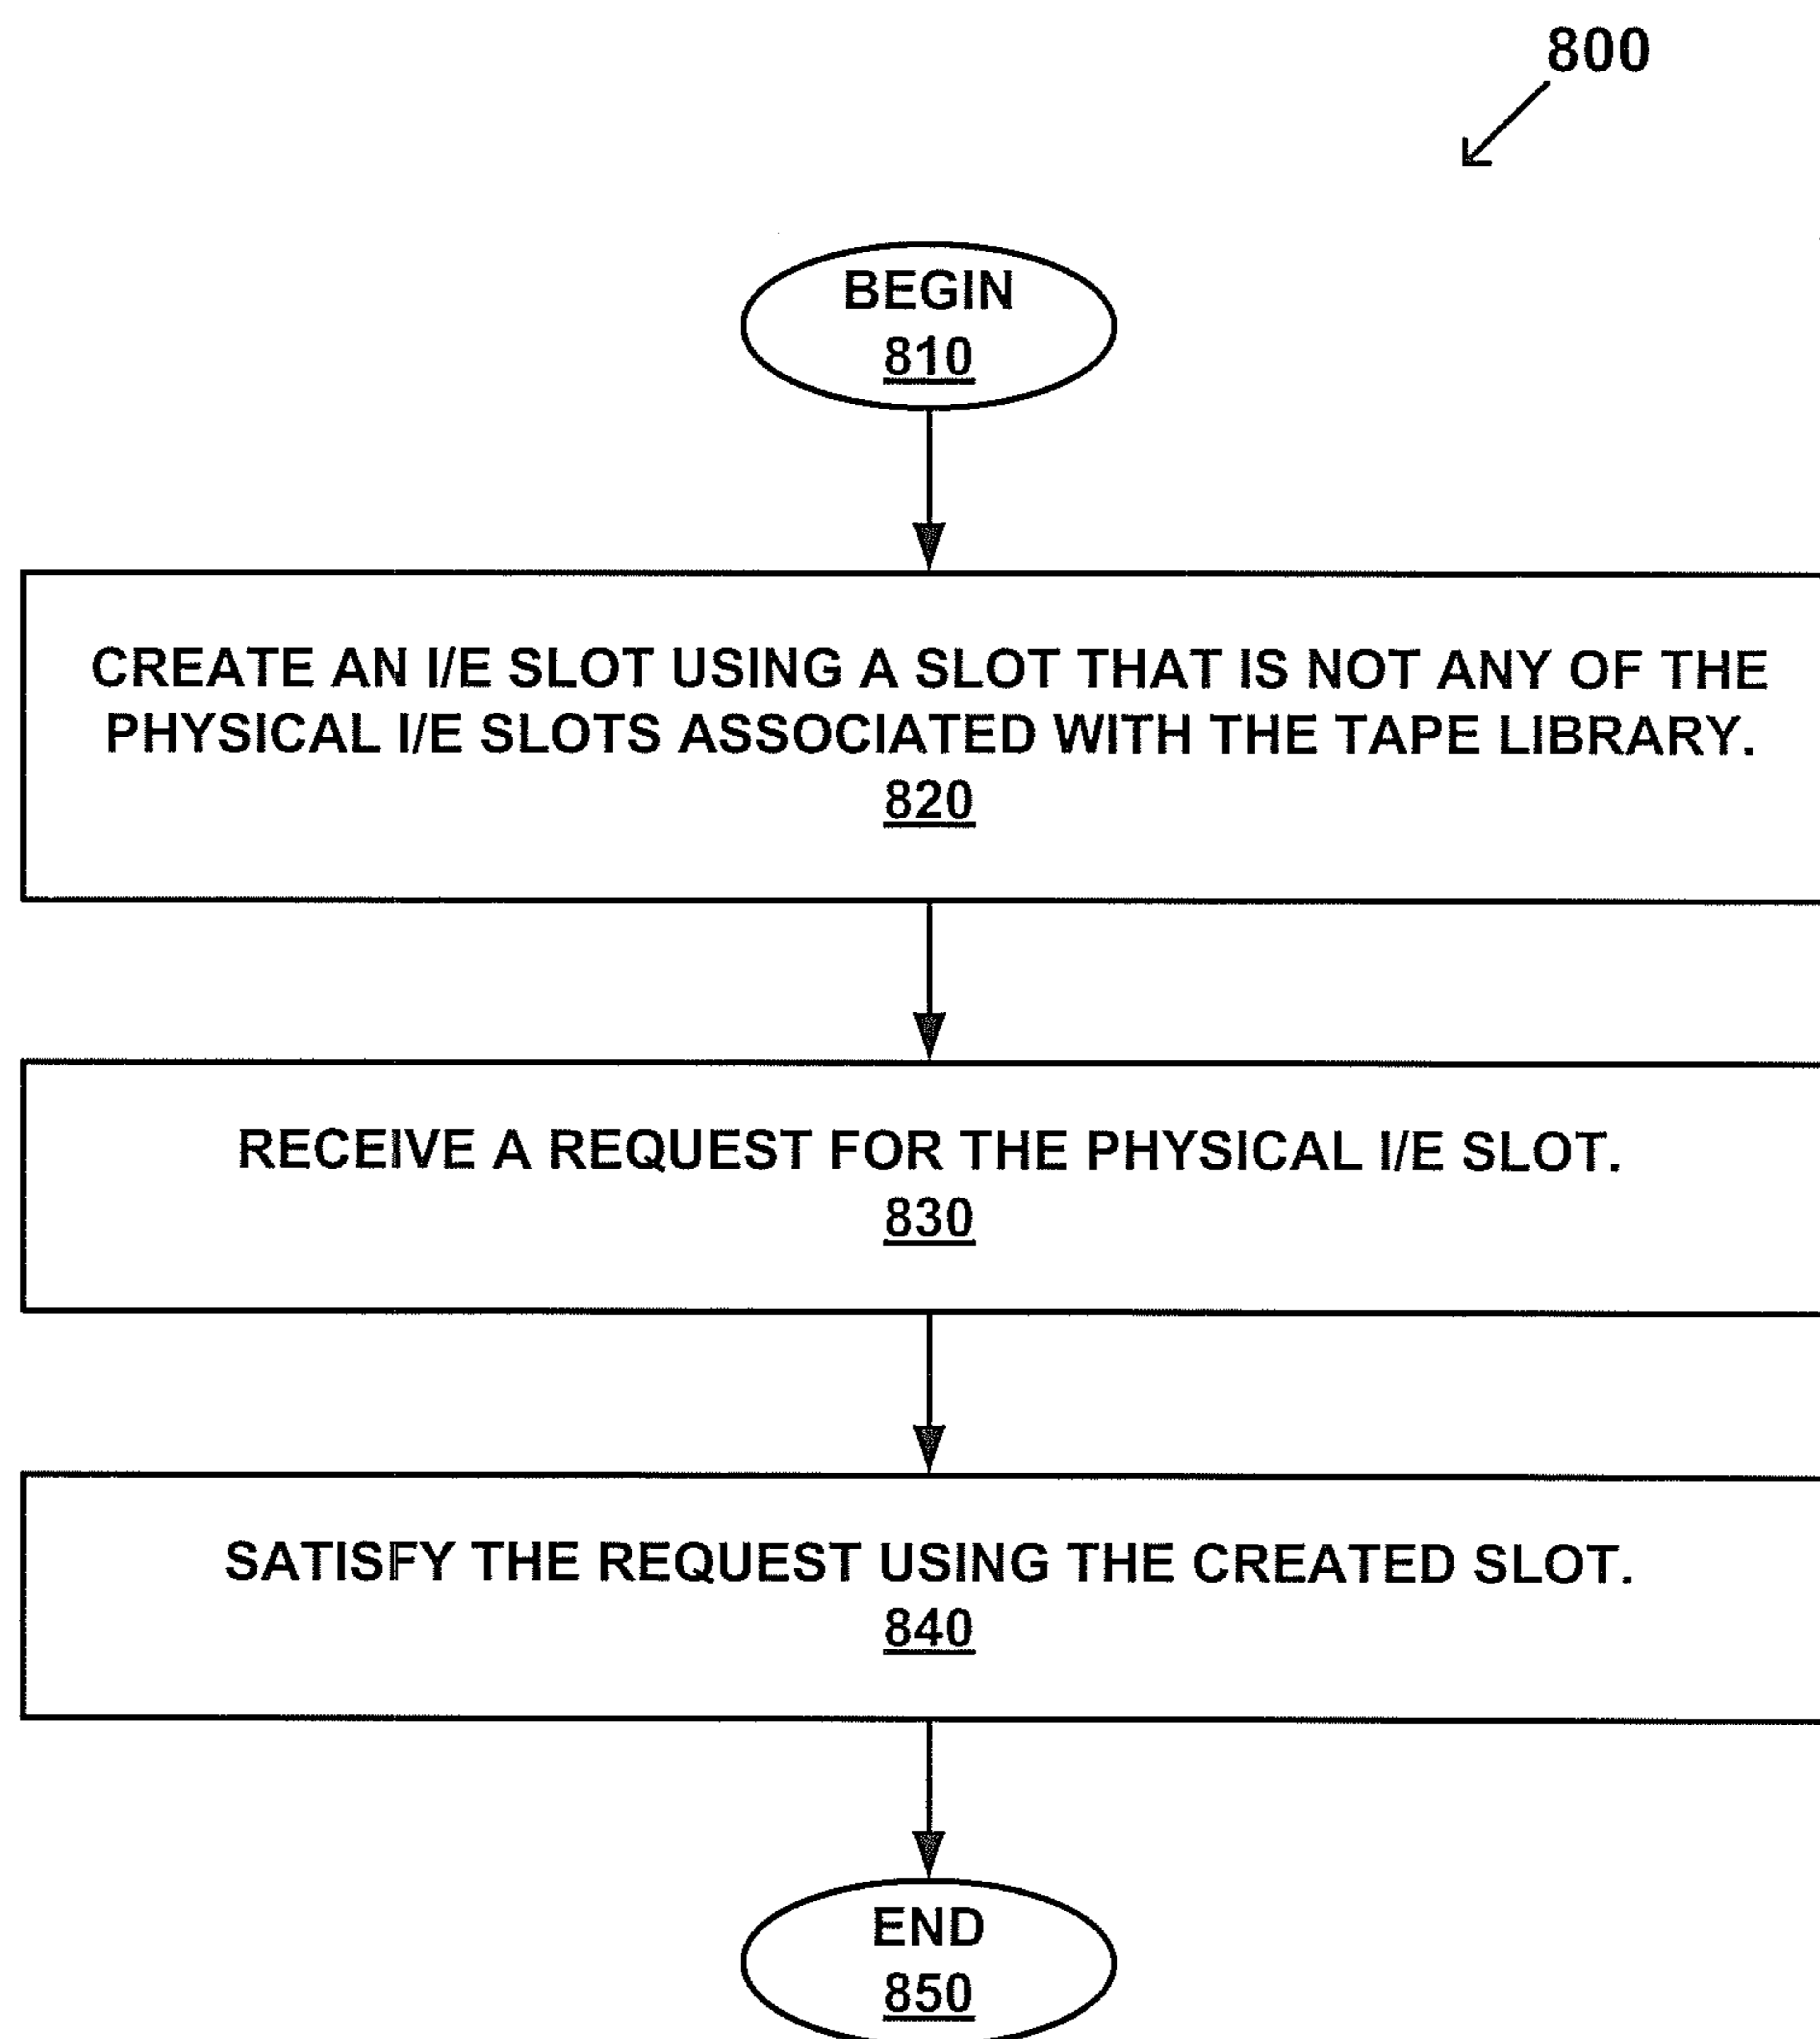 800
BEGIN
810
CREATE AN I/E SLOT USING A SLOT THAT IS NOT ANY OF THE
PHYSICAL I/E SLOTS ASSOCIATED WITH THE TAPE LIBRARY.
820
RECEIVE A REQUEST FOR THE PHYSICAL I/E SLOT.
830
SATISFY THE REQUEST USING THE CREATED SLOT.
840
END
850